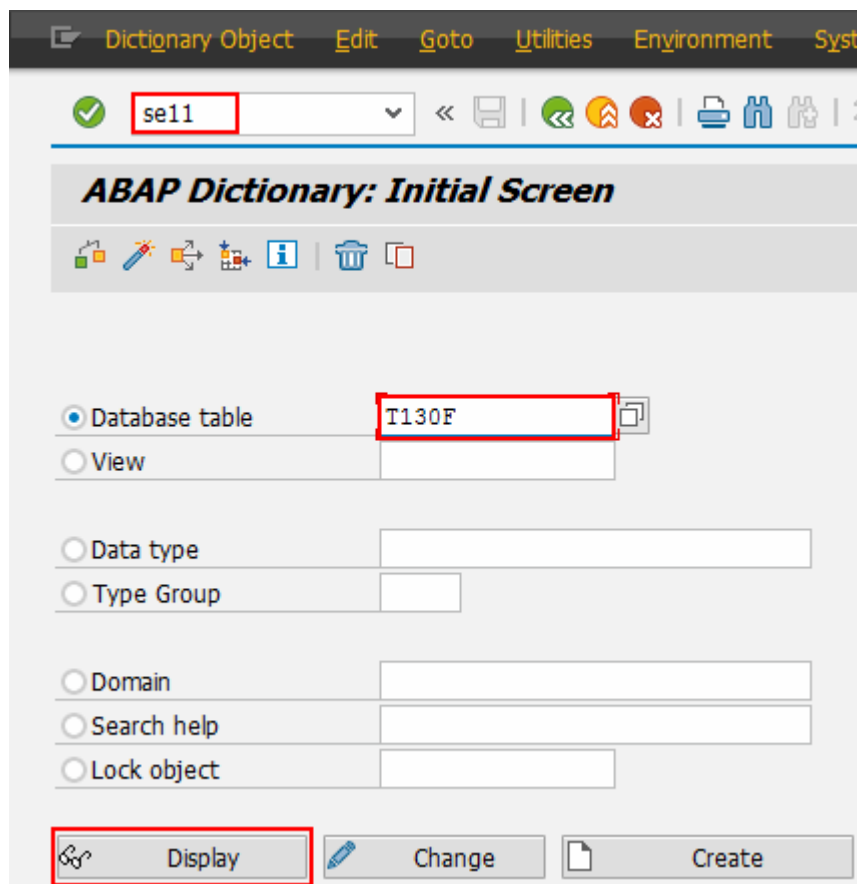 Dictionary Object Edit Goto Utilities Environment Syst
se11
ABAP Dictionary: Initial Screen
Database table T130F
View
Data type
Type Group
Domain
Search help
Lock object
Display Change Create